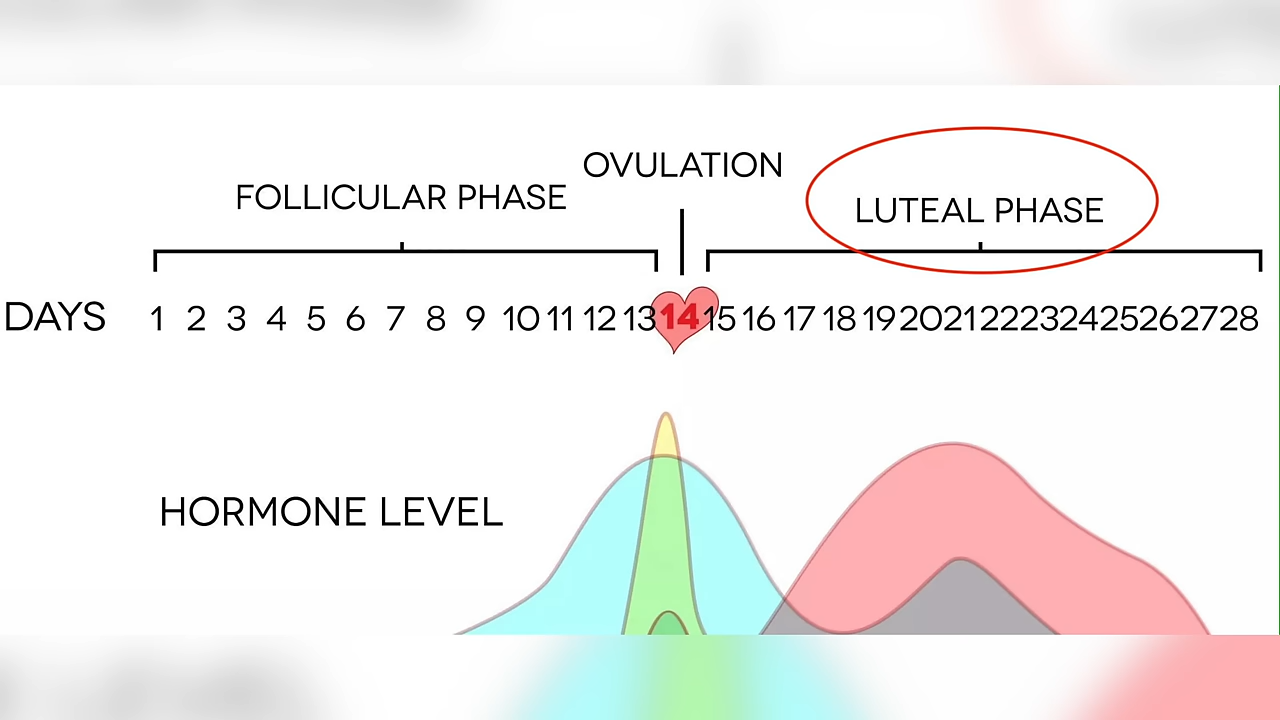 OVULATION
FOLLICULAR PHASE
LUTEAL PHASE
DAYS 1 2 3 4 5 6 7 8 9 10 11 12 13 14 15 16 17 18 19 20 21 22 23 24 25 26 27 28
HORMONE LEVEL